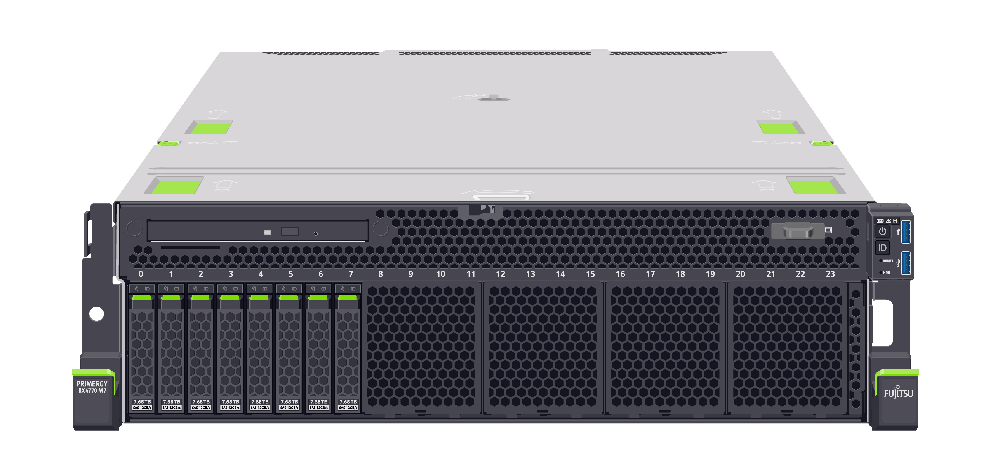 CSS
ID
RESET
NMI
0 1 2 3 4 5 6 7 8 9 10 11 12 13 14 15 16 17 18 19 20 21 22 23
PRIMERGY
RX4770 M7
7.68TB 7.68TB 7.68TB 7.68TB 7.68TB 7.68TB 7.68TB 7.68TB
SAS 12GB/s SAS 12GB/s SAS 12GB/s SAS 12GB/s SAS 12GB/s SAS 12GB/s SAS 12GB/s SAS 12GB/s
FUJITSU